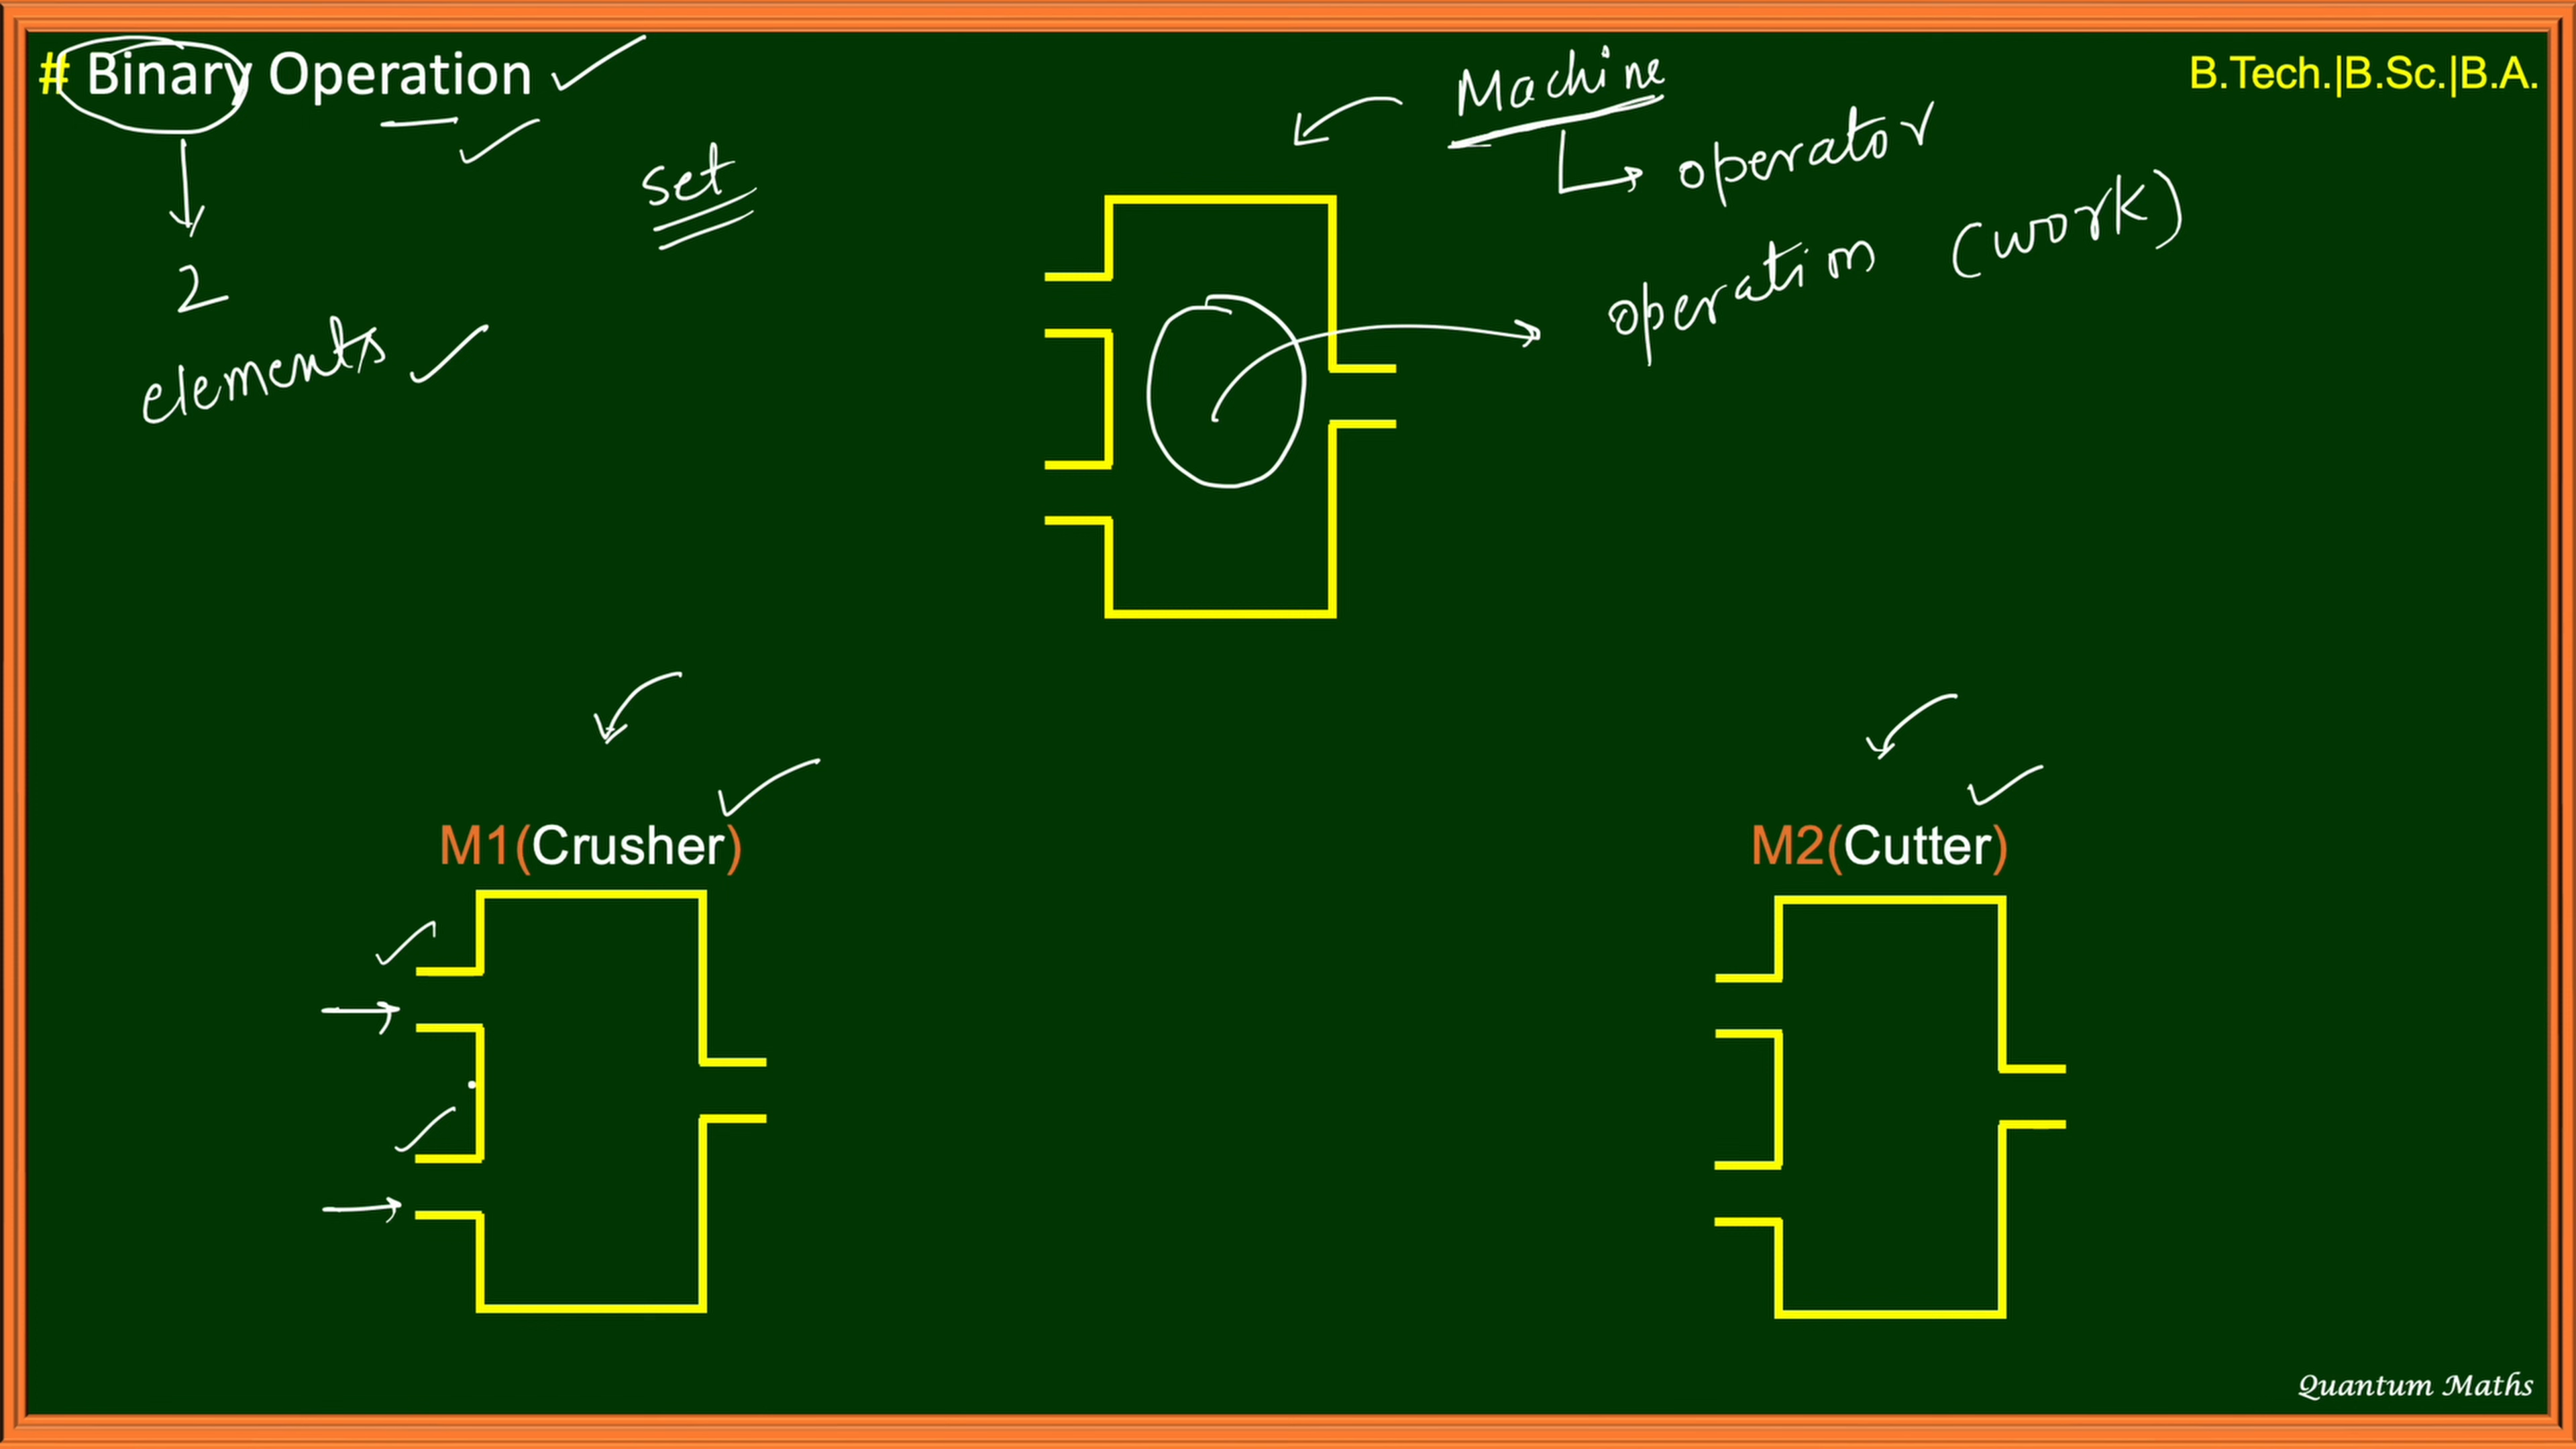 # Binary Operation
B.Tech.|B.Sc.|B.A.
Machine
operator
set
operation (work)
2
elements
M1(Crusher)
M2(Cutter)
Quantum Maths